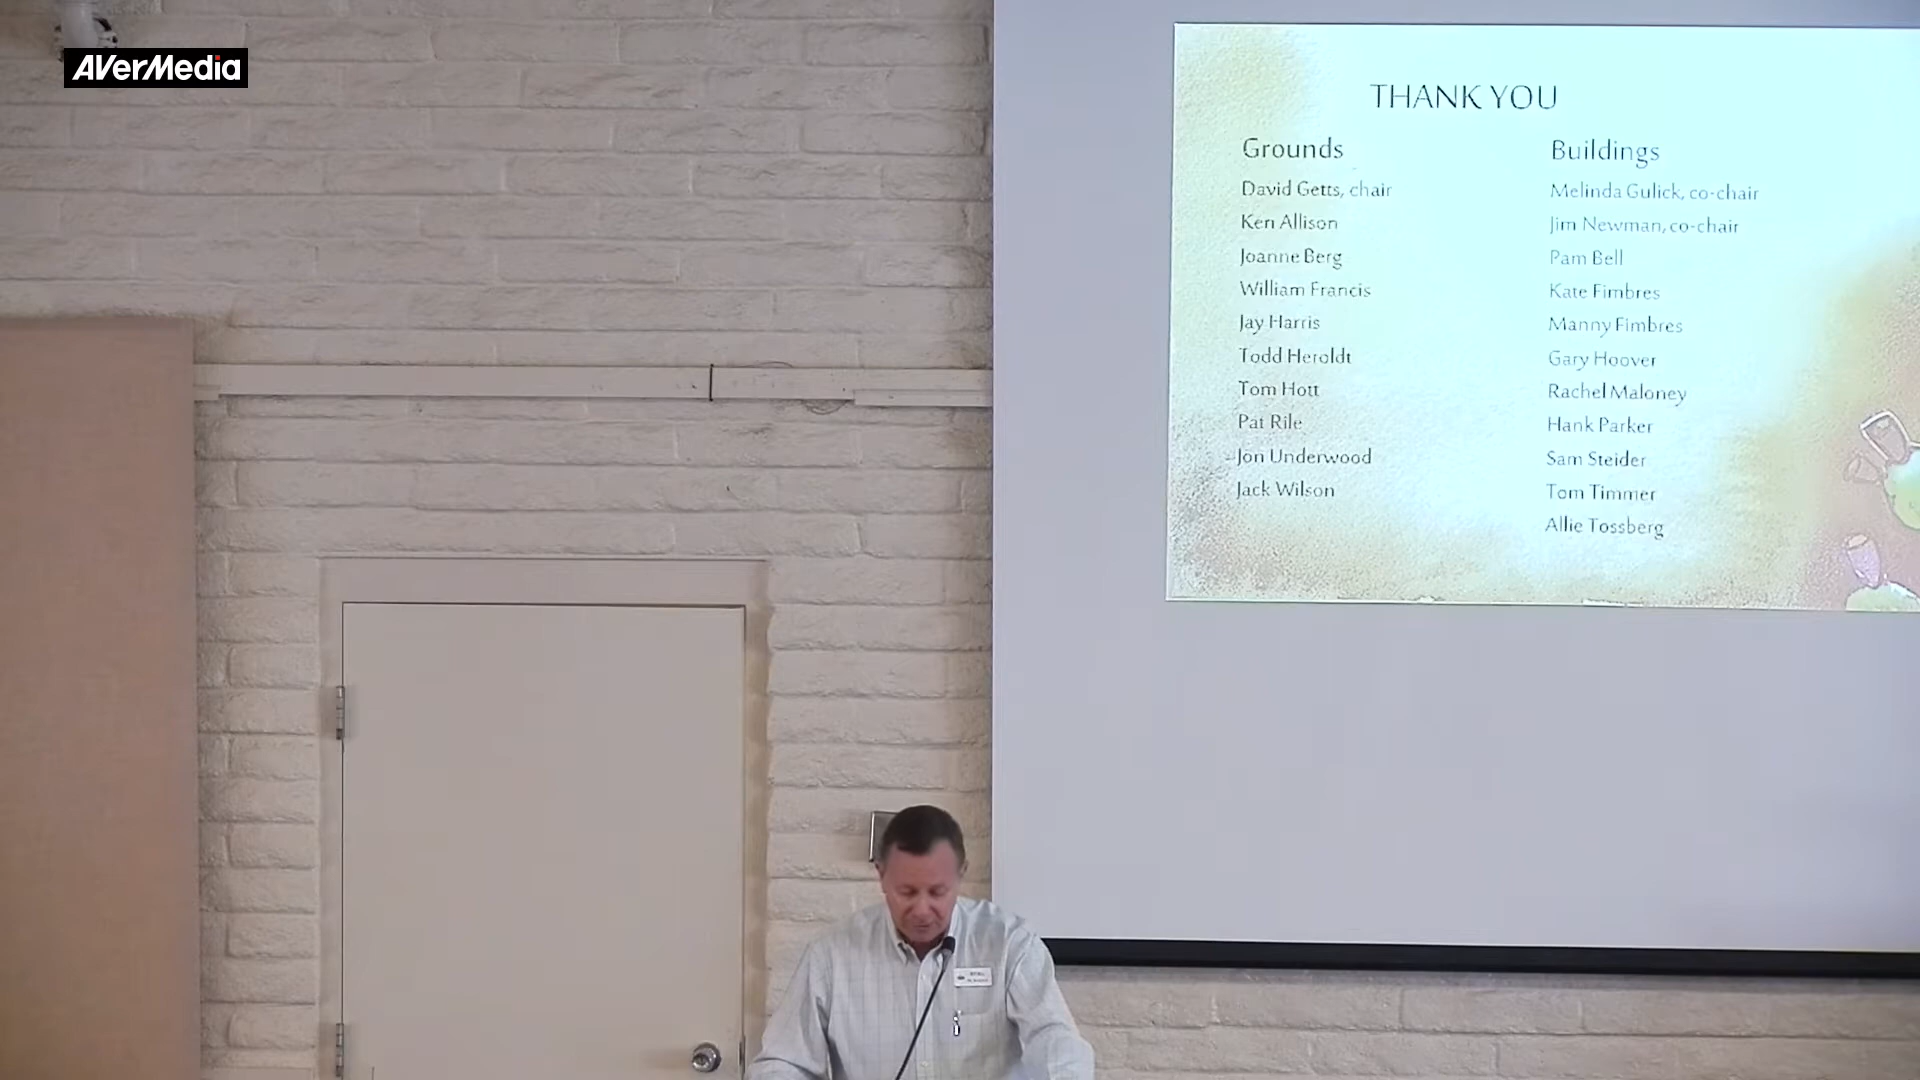 AVerMedia
THANK YOU
Grounds
David Getts, chair
Ken Allison
Joanne Berg
William Francis
Jay Harris
Todd Heroldt
Tom Hott
Pat Rile
Jon Underwood
Jack Wilson
Buildings
Melinda Gulick, co-chair
Jim Newman, co-chair
Pam Bell
Kate Fimbres
Manny Fimbres
Gary Hoover
Rachel Maloney
Hank Parker
Sam Steider
Tom Timmer
Allie Tossberg